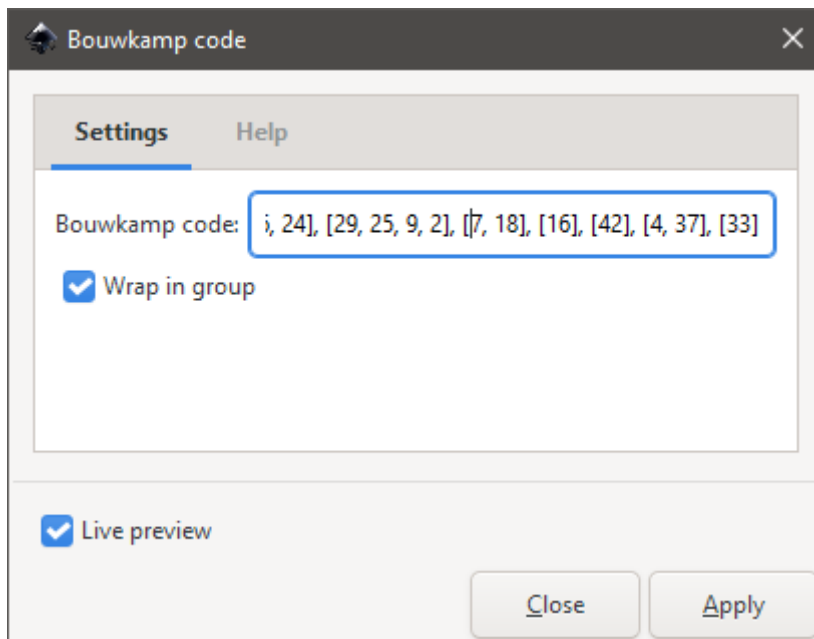 Bouwkamp code
Settings Help
Bouwkamp code: , 24], [29, 25, 9, 2], [7, 18], [16], [42], [4, 37], [33]
Wrap in group
Live preview
Close Apply